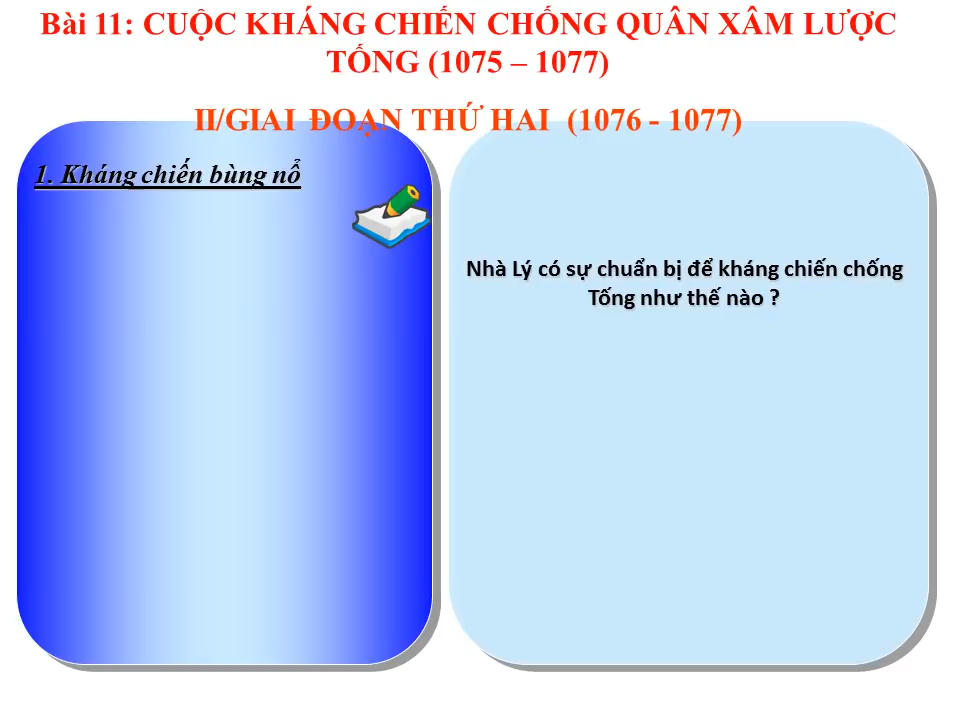 Bài 11: CUỘC KHÁNG CHIẾN CHỐNG QUÂN XÂM LƯỢC
TỐNG (1075 – 1077)
II/GIAI ĐOẠN THỨ HAI (1076 - 1077)
1. Kháng chiến bùng nổ
Nhà Lý có sự chuẩn bị để kháng chiến chống
Tống như thế nào ?